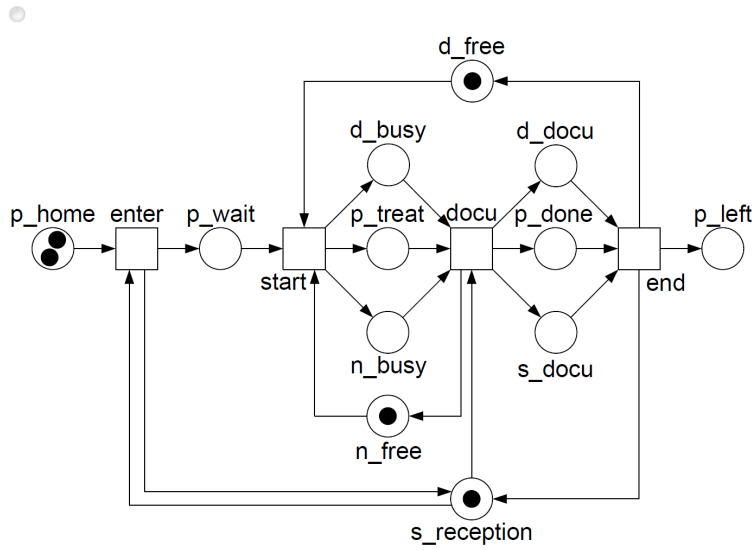 d_free
d_busy
d_docu
p_home
enter
p_wait
p_treat
docu
p_done
p_left
start
end
n_busy
s_docu
n_free
s_reception